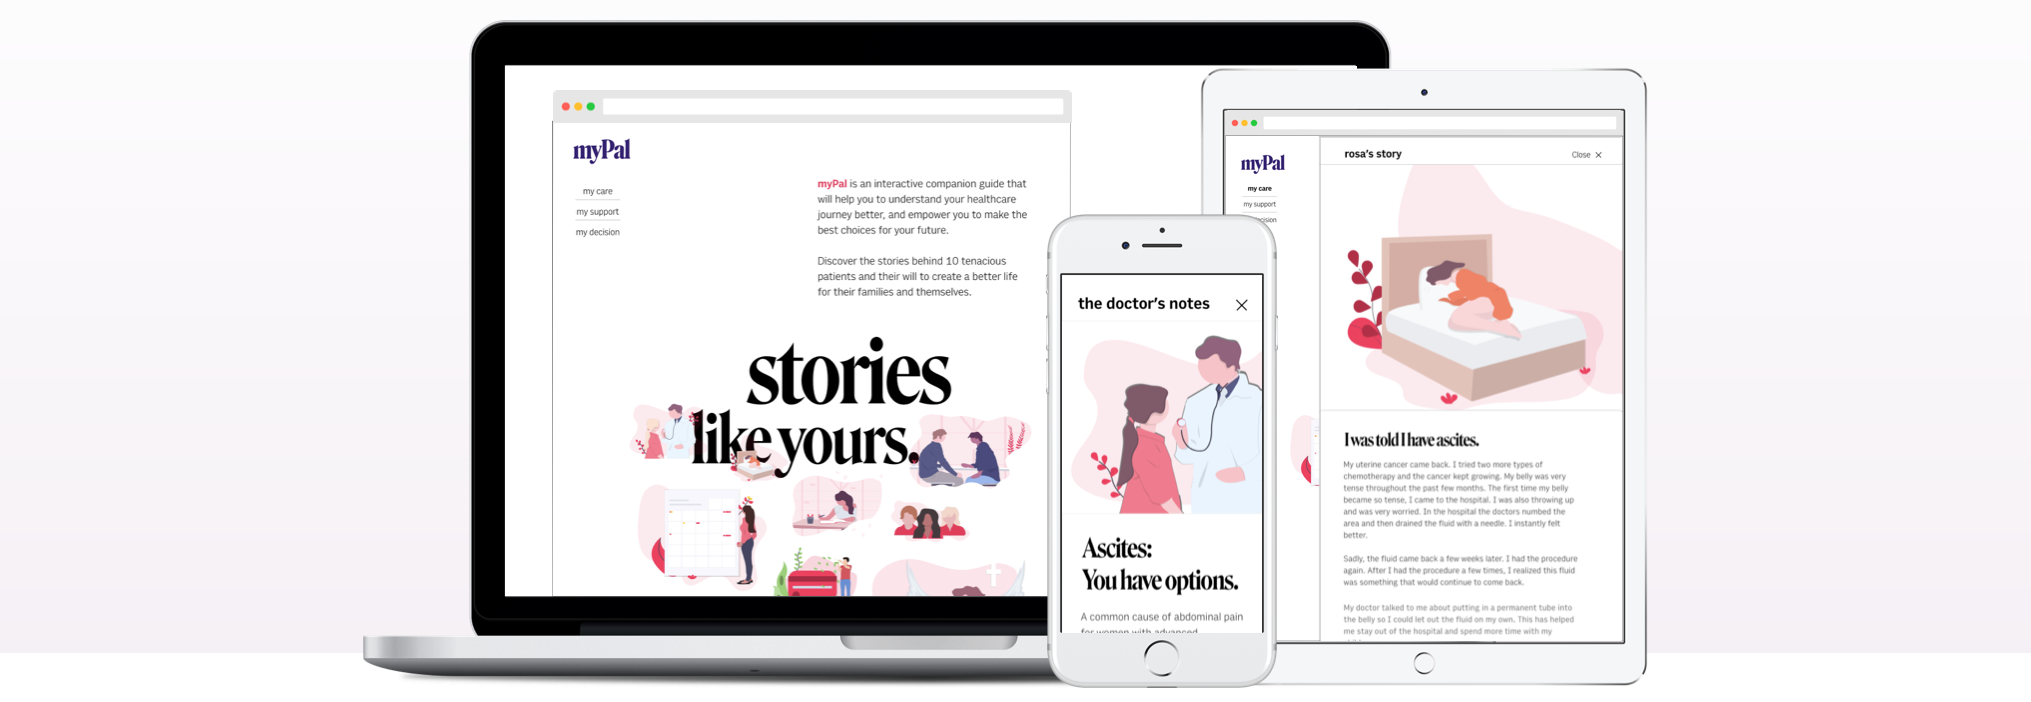 myPal
my care
my support
my decision
myPal is an interactive companion guide that
will help you to understand your healthcare
journey better, and empower you to make the
best choices for your future.
Discover the stories behind 10 tenacious
patients and their will to create a better life
for their families and themselves.
stories
like yours.
the doctor's notes
Ascites:
You have options.
A common cause of abdominal pain
for women with advanced
myPal
my care
my support
rosa's story
Close
I was told I have ascites.
My uterine cancer came back. I tried two more types of
chemotherapy and the cancer kept growing. My belly was very
tense throughout the past few months. The first time my belly
became so tense, I came to the hospital. I was also throwing up
and was very worried. In the hospital the doctors numbed the
area and then drained the fluid with a needle. I instantly felt
better.
Sadly, the fluid came back a few weeks later. I had the procedure
again. After I had the procedure a few times, I realized this fluid
was something that would continue to come back.
My doctor talked to me about putting in a permanent tube into
the belly so I could let out the fluid on my own. This has helped
me stay out of the hospital and spend more time with my